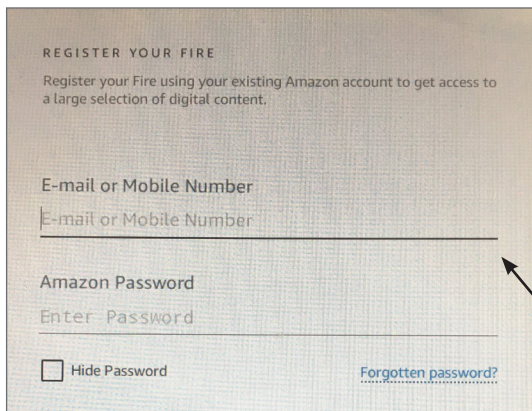 REGISTER YOUR FIRE
Register your Fire using your existing Amazon account to get access to
a large selection of digital content.
E-mail or Mobile Number
E-mail or Mobile Number
Amazon Password
Enter Password
Hide Password
Forgotten password?